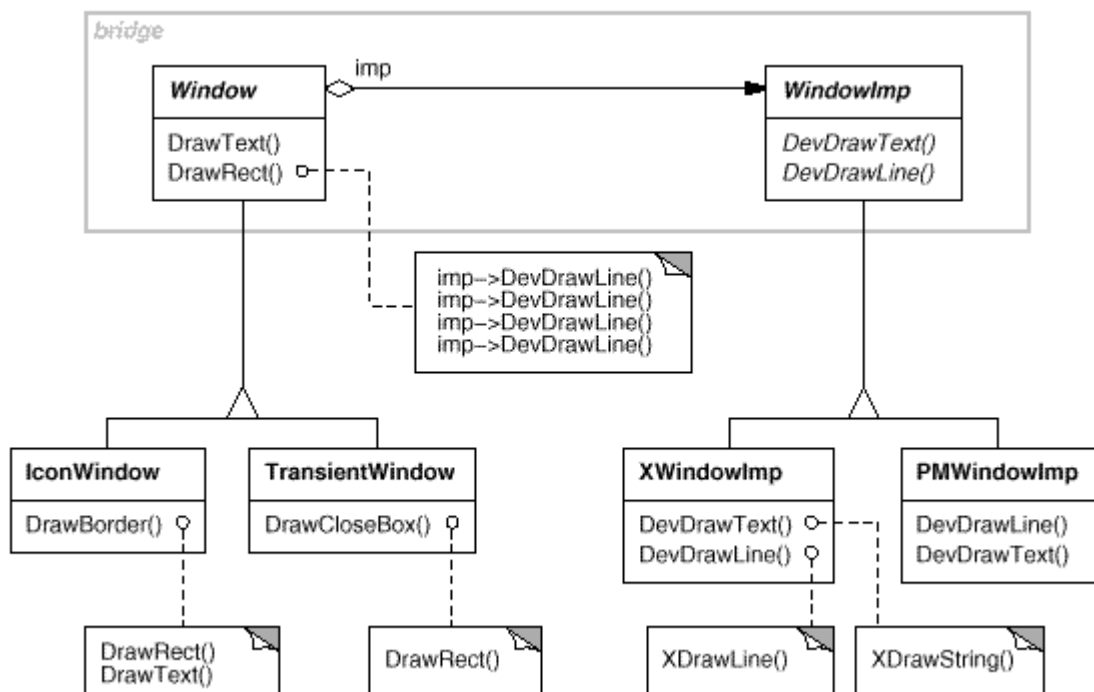 bridge
imp
Window
WindowImp
DrawText()
DrawRect()
DevDrawText()
DevDrawLine()
imp->DevDrawLine()
imp->DevDrawLine()
imp->DevDrawLine()
imp->DevDrawLine()
IconWindow
DrawBorder()
TransientWindow
DrawCloseBox()
XWindowImp
DevDrawText()
DevDrawLine()
PMWindowImp
DevDrawLine()
DevDrawText()
DrawRect()
DrawText()
DrawRect()
XDrawLine()
XDrawString()